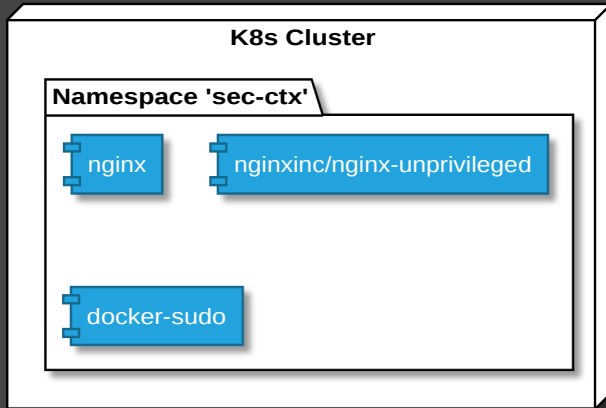 K8s Cluster
Namespace 'sec-ctx'
nginx
nginxinc/nginx-unprivileged
docker-sudo